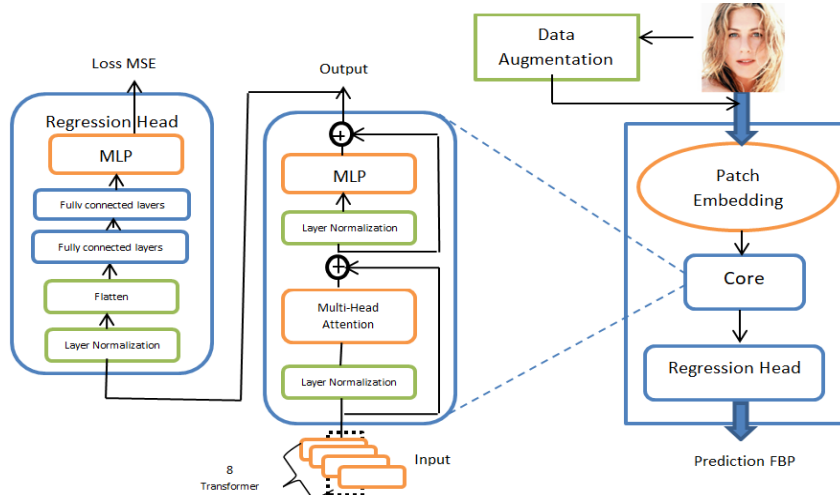 Loss MSE
Regression Head
MLP
Fully connected layers
Fully connected layers
Flatten
Layer Normalization
Output
MLP
Layer Normalization
Multi-Head
Attention
Layer Normalization
Input
8
Transformer
Data
Augmentation
Patch
Embedding
Core
Regression Head
Prediction FBP